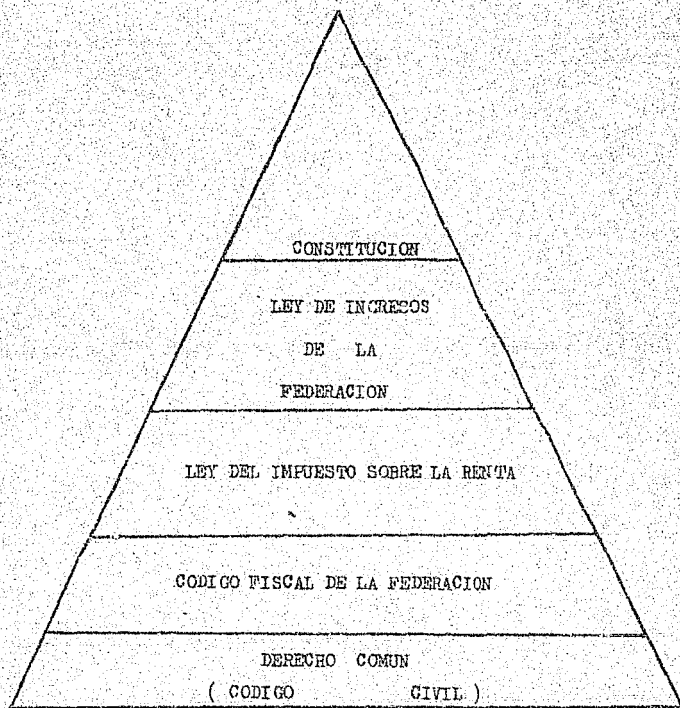 CONSTITUCION
LEY DE INGRESOS
DE LA
FEDERACION
LEY DEL IMPUESTO SOBRE LA RENTA
CODIGO FISCAL DE LA FEDERACION
DERECHO COMUN
( CODIGO CIVIL )